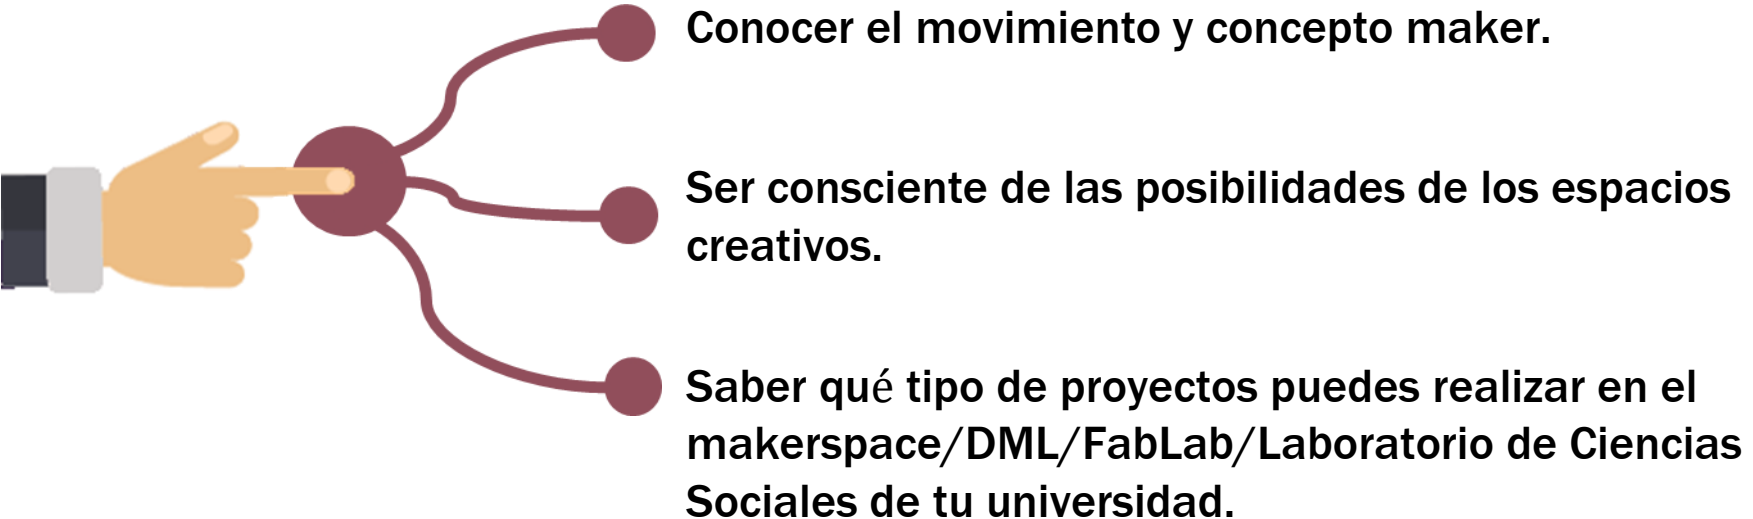 Conocer el movimiento y concepto maker.
Ser consciente de las posibilidades de los espacios
creativos.
Saber qué tipo de proyectos puedes realizar en el
makerspace/DML/FabLab/Laboratorio de Ciencias
Sociales de tu universidad.